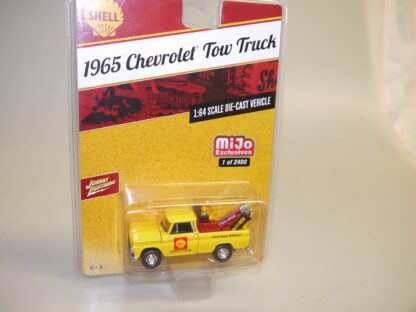 SHELL
1965 Chevrolet Tow Truck
1:64 SCALE DIE-CAST VEHICLE
MiJo
Exclusives
1 of 2400
Johnny
Lightning